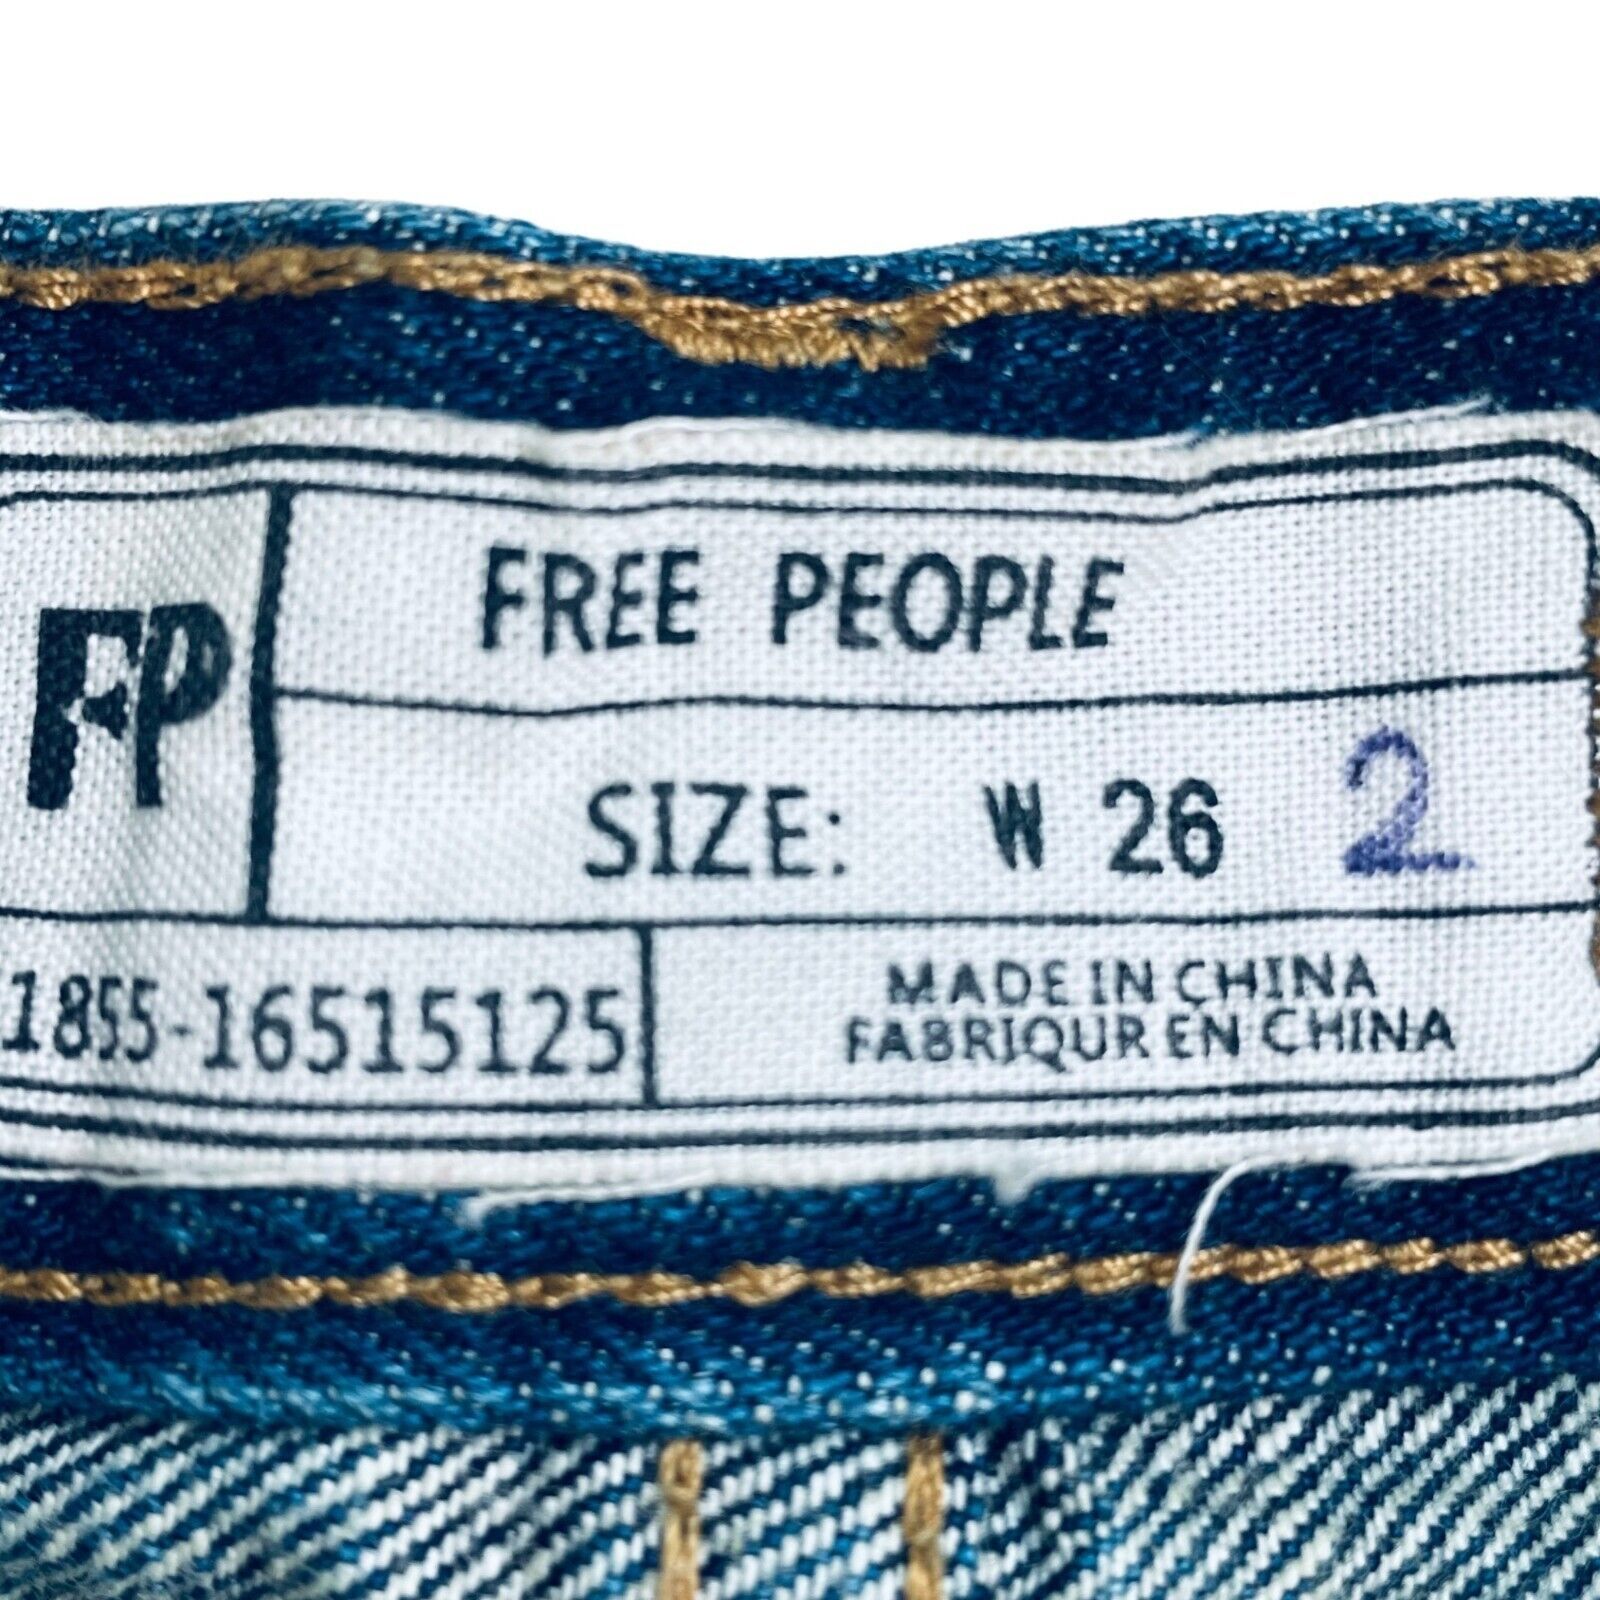 FREE PEOPLE
FP
SIZE: W 26 2
1855-16515125
MADE IN CHINA
FABRIQUR EN CHINA